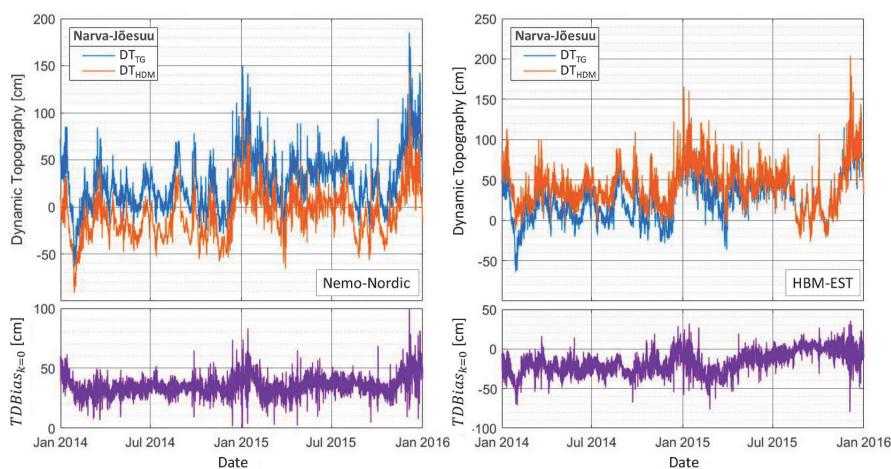 200
150
100
50
0
-50
Dynamic Topography [cm]
Narva-Jõesuu
DT_TG
DT_HDM
Nemo-Nordic
100
50
0
TDBias_k=0 [cm]
Jan 2014
Jul 2014
Jan 2015
Jul 2015
Jan 2016
Date
250
200
150
100
50
0
-50
Dynamic Topography [cm]
Narva-Jõesuu
DT_TG
DT_HDM
HBM-EST
50
0
-50
-100
TDBias_k=0 [cm]
Jan 2014
Jul 2014
Jan 2015
Jul 2015
Jan 2016
Date